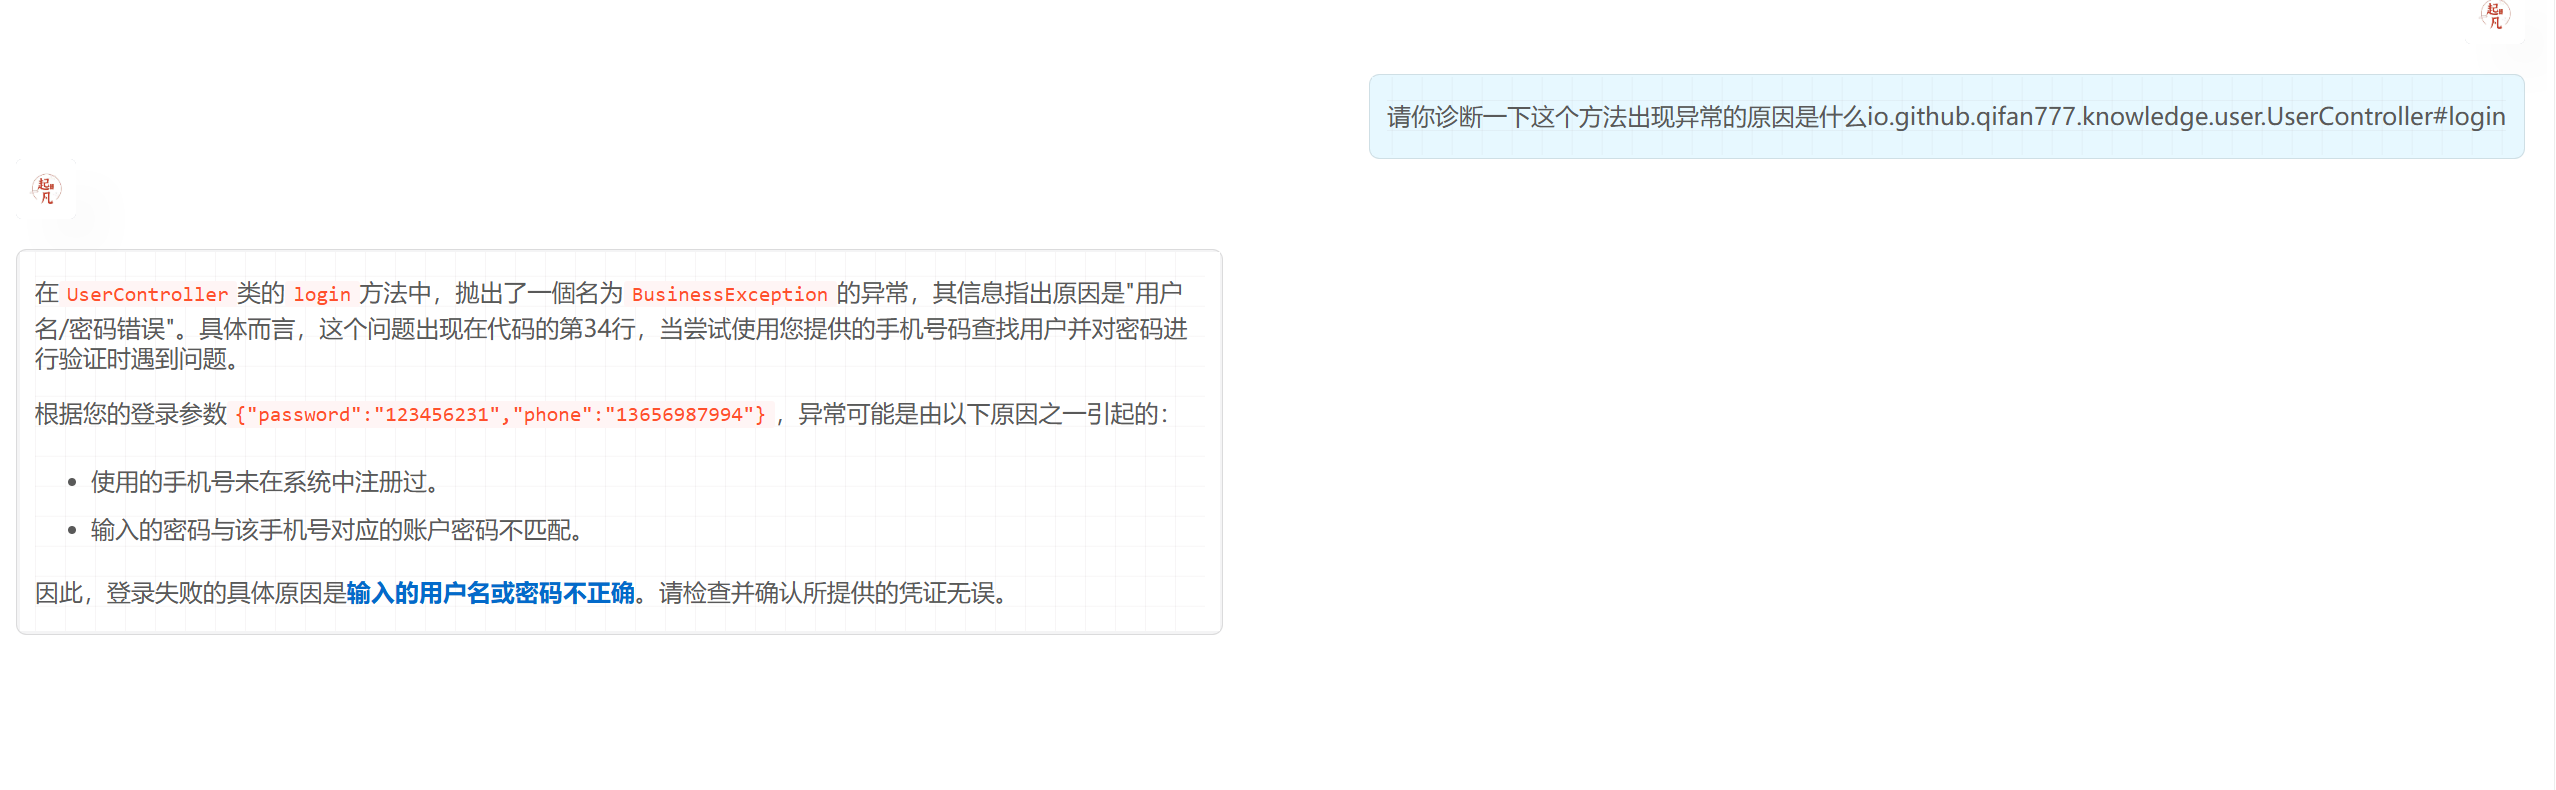 起凡
请你诊断一下这个方法出现异常的原因是什么io.github.qifan777.knowledge.user.UserController#login
起凡
在 UserController 类的 login 方法中，抛出了一個名为 BusinessException 的异常，其信息指出原因是"用户
名/密码错误"。具体而言，这个问题出现在代码的第34行，当尝试使用您提供的手机号码查找用户并对密码进
行验证时遇到问题。
根据您的登录参数 {"password":"123456231","phone":"13656987994"} ，异常可能是由以下原因之一引起的：
• 使用的手机号未在系统中注册过。
• 输入的密码与该手机号对应的账户密码不匹配。
因此，登录失败的具体原因是输入的用户名或密码不正确。请检查并确认所提供的凭证无误。